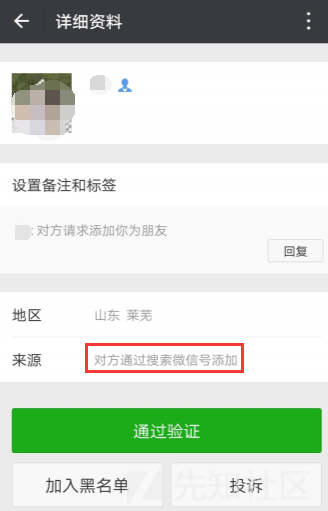 详细资料
设置备注和标签
: 对方请求添加你为朋友
回复
地区 山东 莱芜
来源 对方通过搜索微信号添加
通过验证
加入黑名单 投诉
先知社区